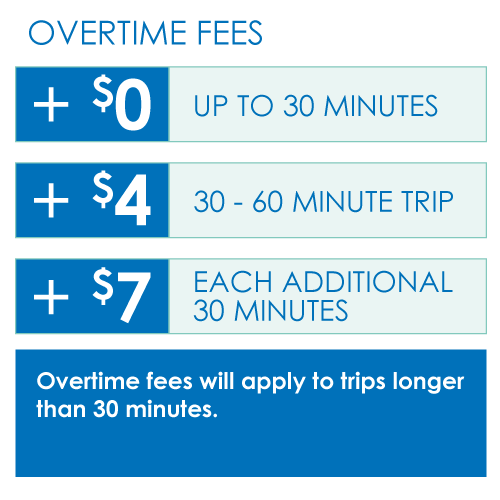 OVERTIME FEES
+ $0 UP TO 30 MINUTES
+ $4 30 - 60 MINUTE TRIP
+ $7 EACH ADDITIONAL
30 MINUTES
Overtime fees will apply to trips longer
than 30 minutes.